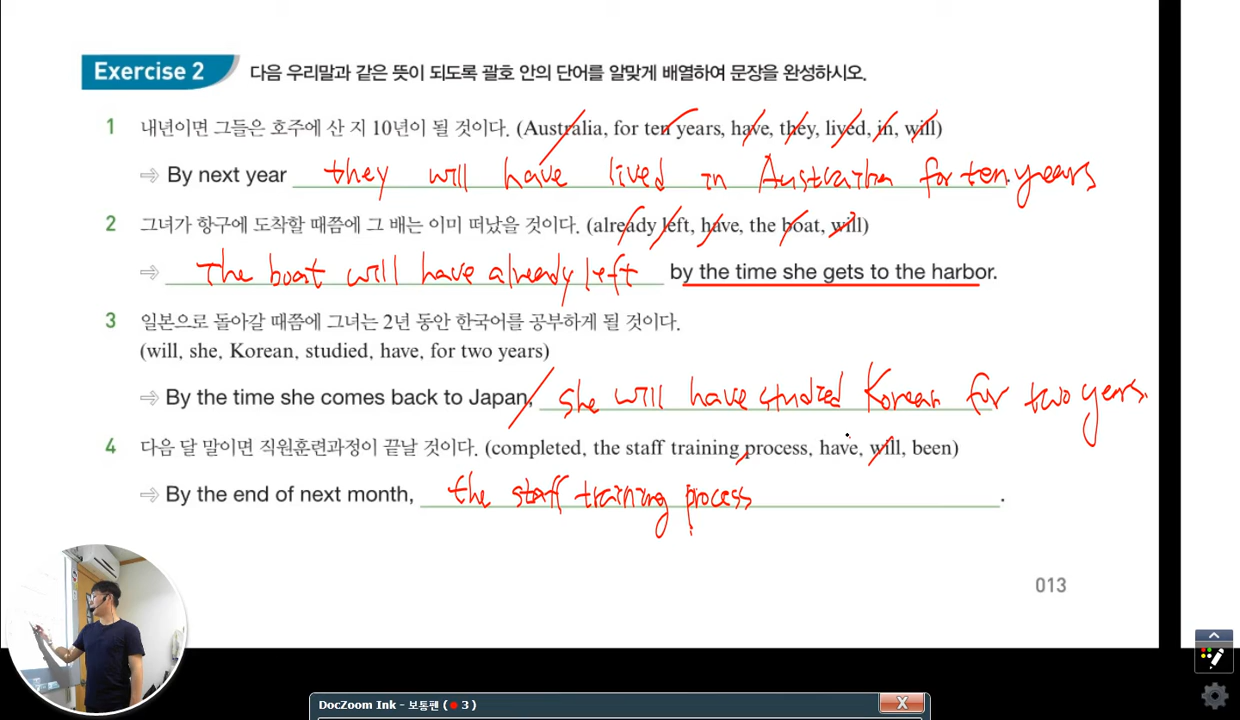 Exercise 2 다음 우리말과 같은 뜻이 되도록 괄호 안의 단어를 알맞게 배열하여 문장을 완성하시오.
1 내년이면 그들은 호주에 산 지 10년이 될 것이다. (Australia, for ten years, have, they, lived, in, will)
⇨ By next year they will have lived in Australia for ten years.
2 그녀가 항구에 도착할 때쯤에 그 배는 이미 떠났을 것이다. (already left, have, the boat, will)
⇨ The boat will have already left by the time she gets to the harbor.
3 일본으로 돌아갈 때쯤에 그녀는 2년 동안 한국어를 공부하게 될 것이다.
(will, she, Korean, studied, have, for two years)
⇨ By the time she comes back to Japan, she will have studied Korean for two years.
4 다음 달 말이면 직원훈련과정이 끝날 것이다. (completed, the staff training process, have, will, been)
⇨ By the end of next month, the staff training process .
013
DocZoom Ink - 보통펜 ( 3 )